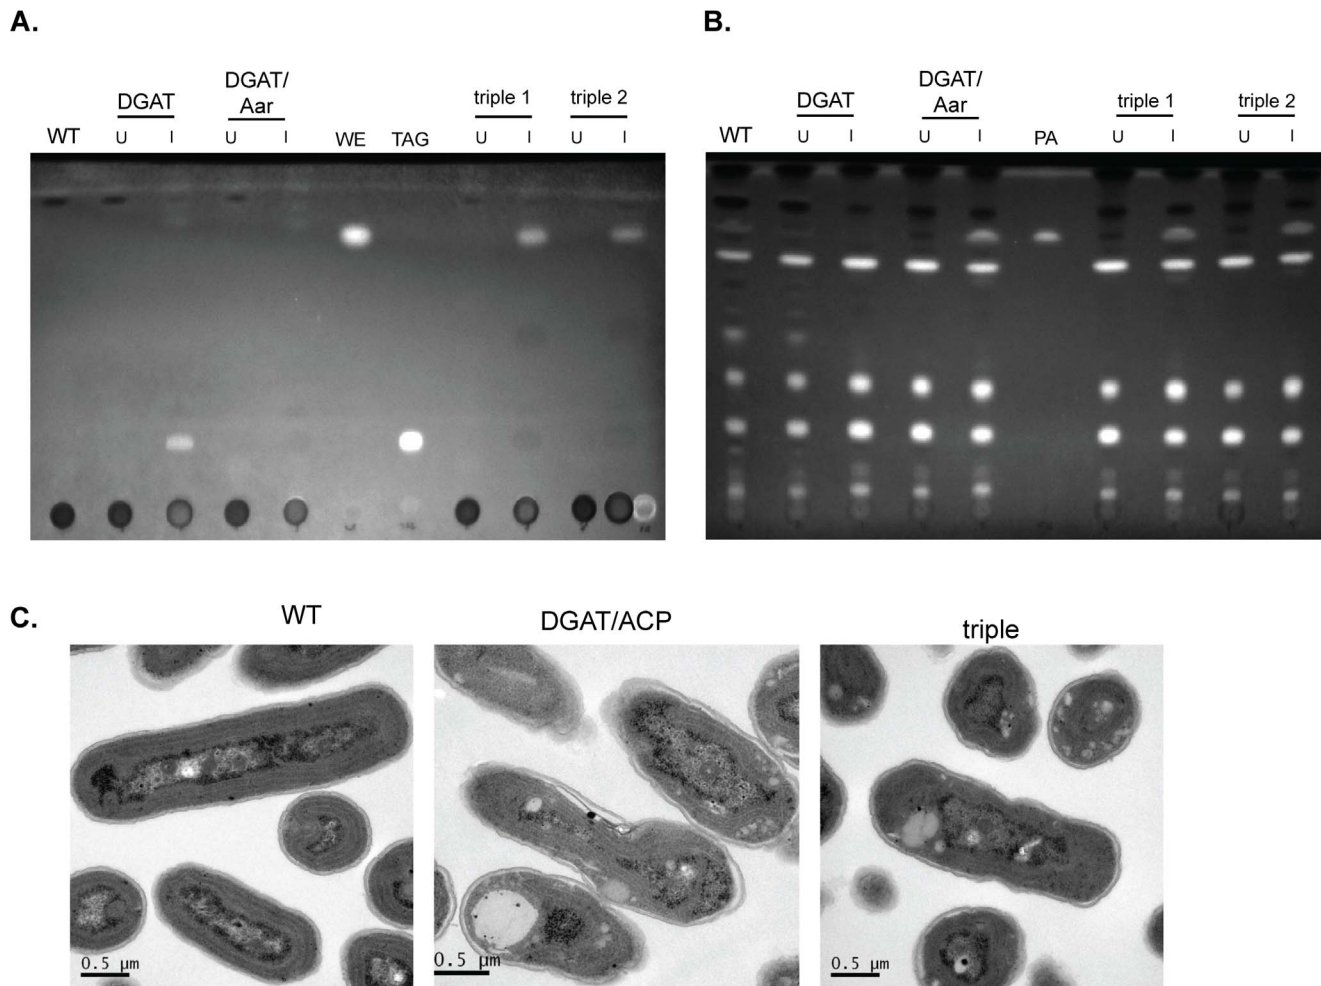 A.
DGAT
DGAT/
Aar
triple 1
triple 2
WT
U
I
U
I
WE
TAG
U
I
U
I
B.
DGAT
DGAT/
Aar
triple 1
triple 2
WT
U
I
U
I
PA
U
I
U
I
C.
WT
DGAT/ACP
triple
0.5 μm
0.5 μm
0.5 μm